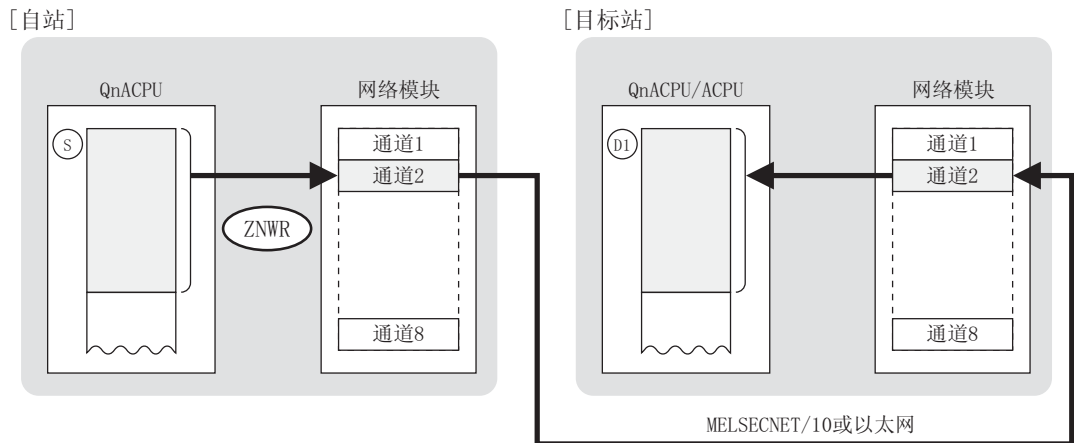 [自站]
[目标站]
QnACPU
网络模块
QnACPU/ACPU
网络模块
S
通道1
D1
通道1
通道2
通道2
ZNWR
通道8
通道8
MELSECNET/10或以太网